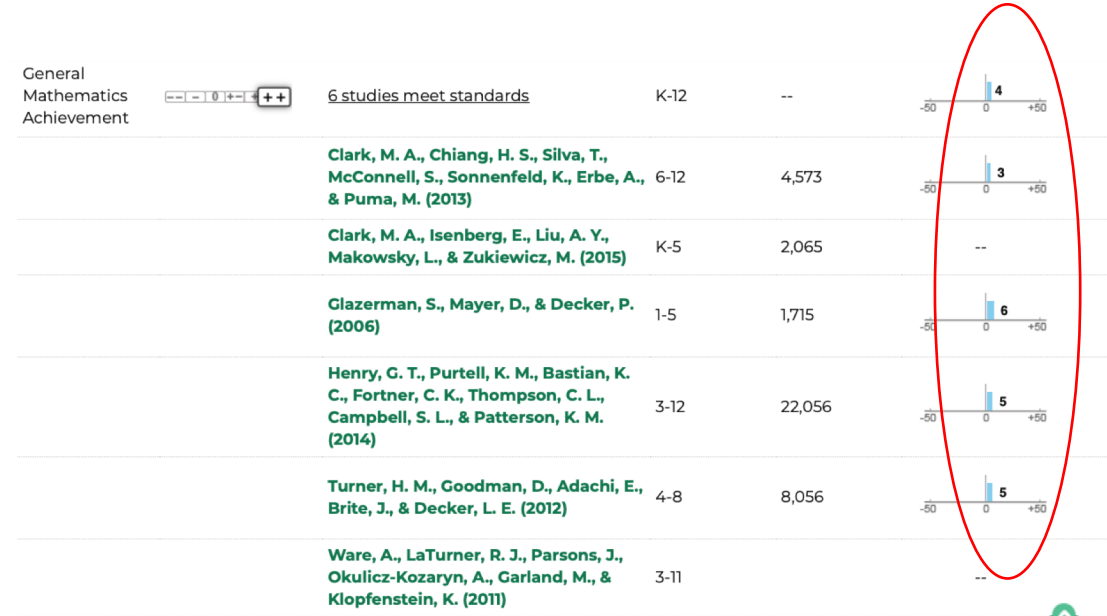 General
Mathematics
Achievement
-- - 0 +- + ++
6 studies meet standards
K-12
--
4
-50 0 +50
Clark, M. A., Chiang, H. S., Silva, T.,
McConnell, S., Sonnenfeld, K., Erbe, A.,
& Puma, M. (2013)
6-12
4,573
3
-50 0 +50
Clark, M. A., Isenberg, E., Liu, A. Y.,
Makowsky, L., & Zukiewicz, M. (2015)
K-5
2,065
--
Glazerman, S., Mayer, D., & Decker, P.
(2006)
1-5
1,715
6
-50 0 +50
Henry, G. T., Purtell, K. M., Bastian, K.
C., Fortner, C. K., Thompson, C. L.,
Campbell, S. L., & Patterson, K. M.
(2014)
3-12
22,056
5
-50 0 +50
Turner, H. M., Goodman, D., Adachi, E.,
Brite, J., & Decker, L. E. (2012)
4-8
8,056
5
-50 0 +50
Ware, A., LaTurner, R. J., Parsons, J.,
Okulicz-Kozaryn, A., Garland, M., &
Klopfenstein, K. (2011)
3-11
--